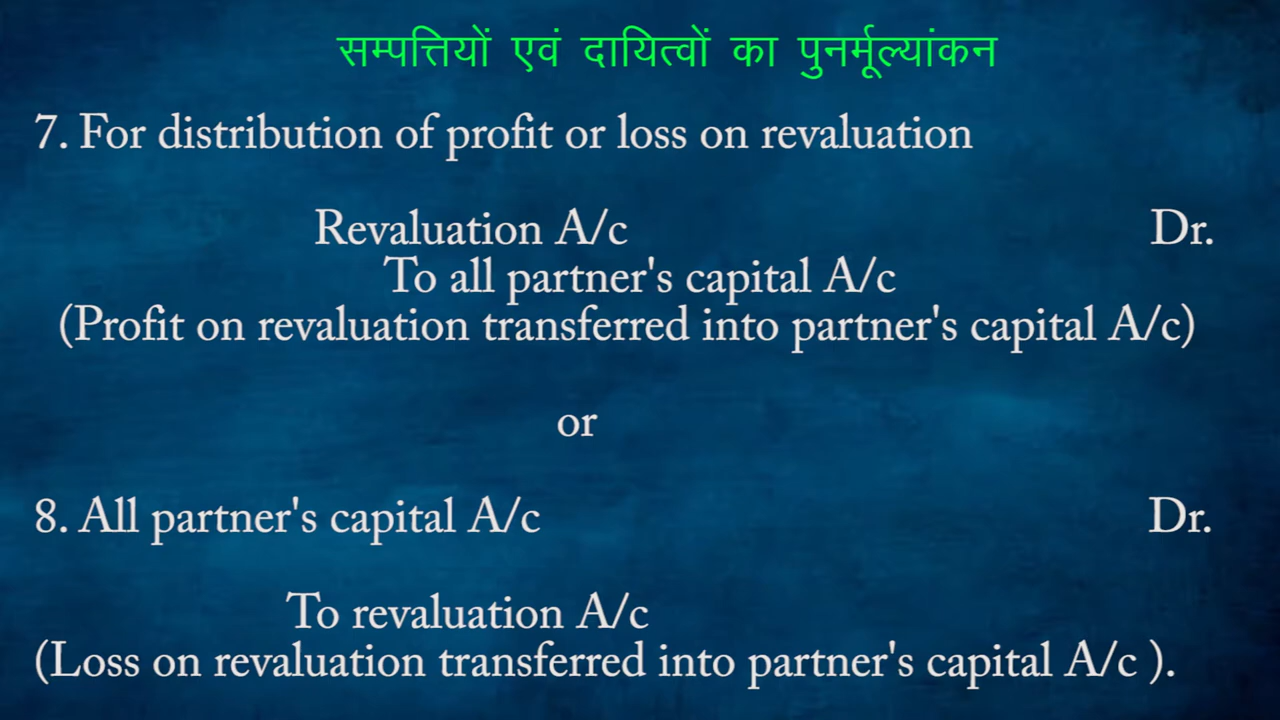 सम्पत्तियों एवं दायित्वों का पुनर्मूल्यांकन
7. For distribution of profit or loss on revaluation
Revaluation A/c Dr.
To all partner's capital A/c
(Profit on revaluation transferred into partner's capital A/c)
or
8. All partner's capital A/c Dr.
To revaluation A/c
(Loss on revaluation transferred into partner's capital A/c ).